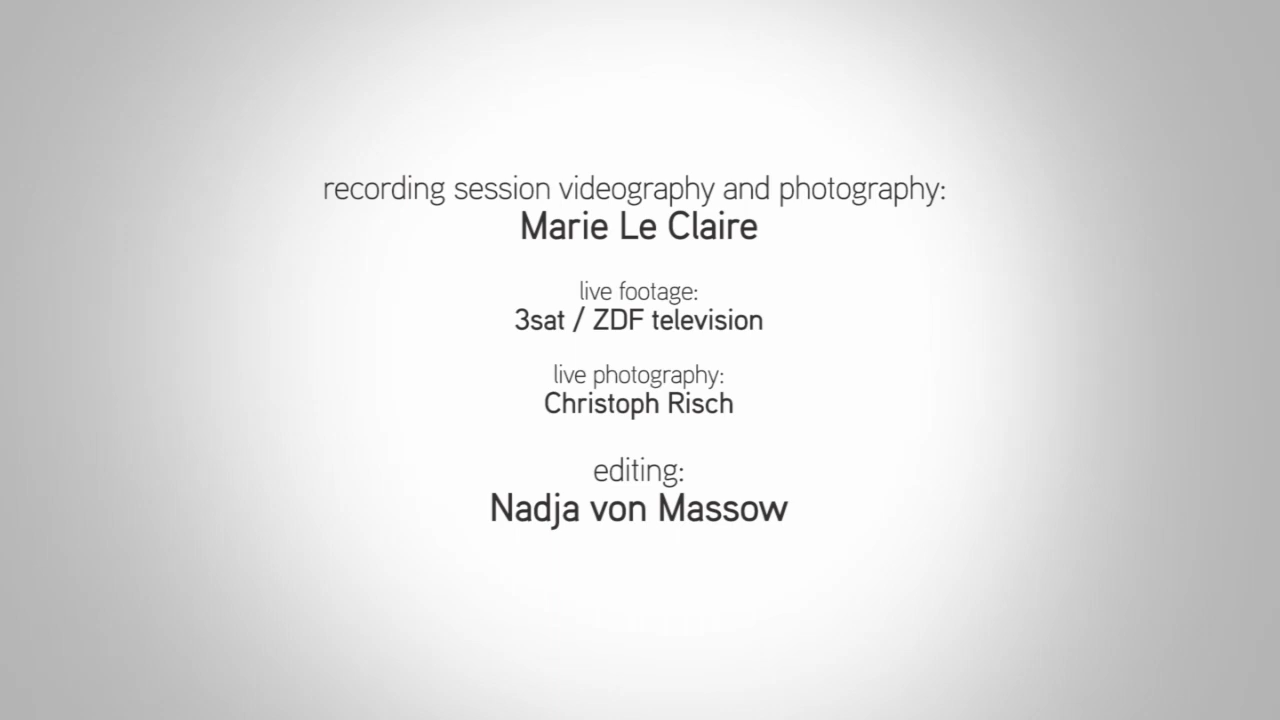 recording session videography and photography:
Marie Le Claire
live footage:
3sat / ZDF television
live photography:
Christoph Risch
editing:
Nadja von Massow